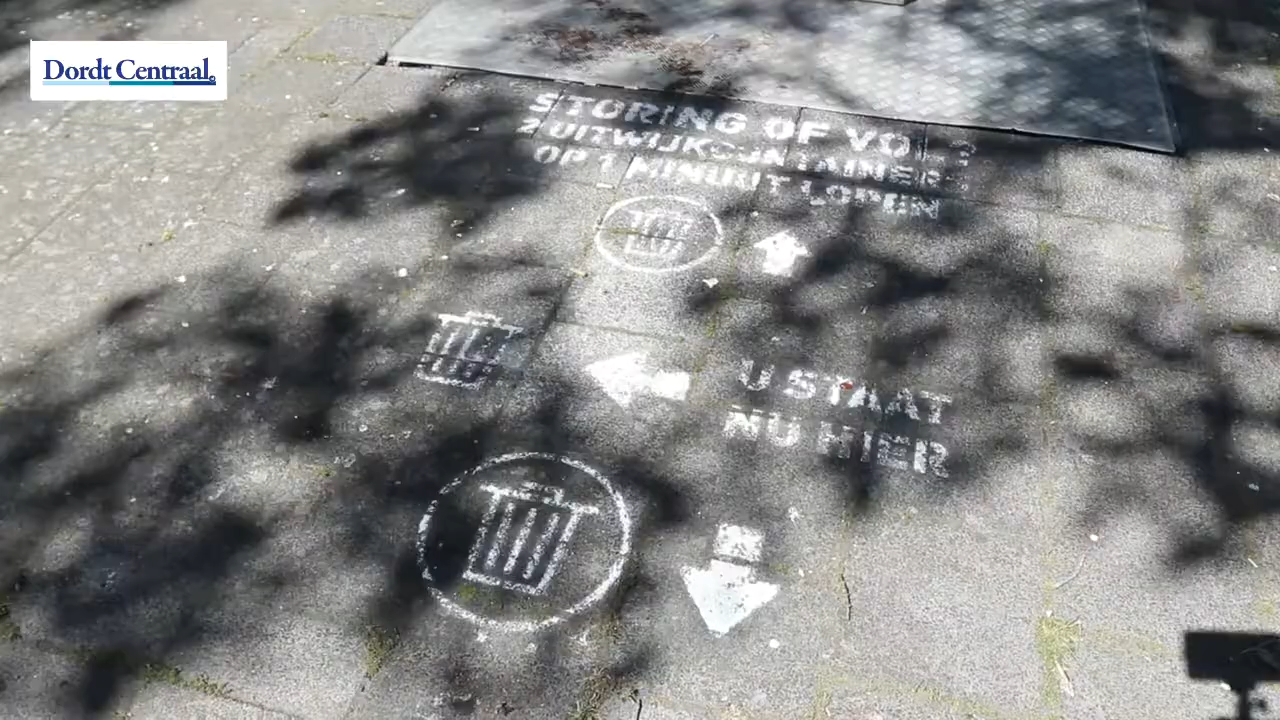 Dordt Centraal.
STORING OF VOL?
2 UITWIJKCONTAINERS
OP 1 MINUUT LOPEN
U STAAT
NU HIER